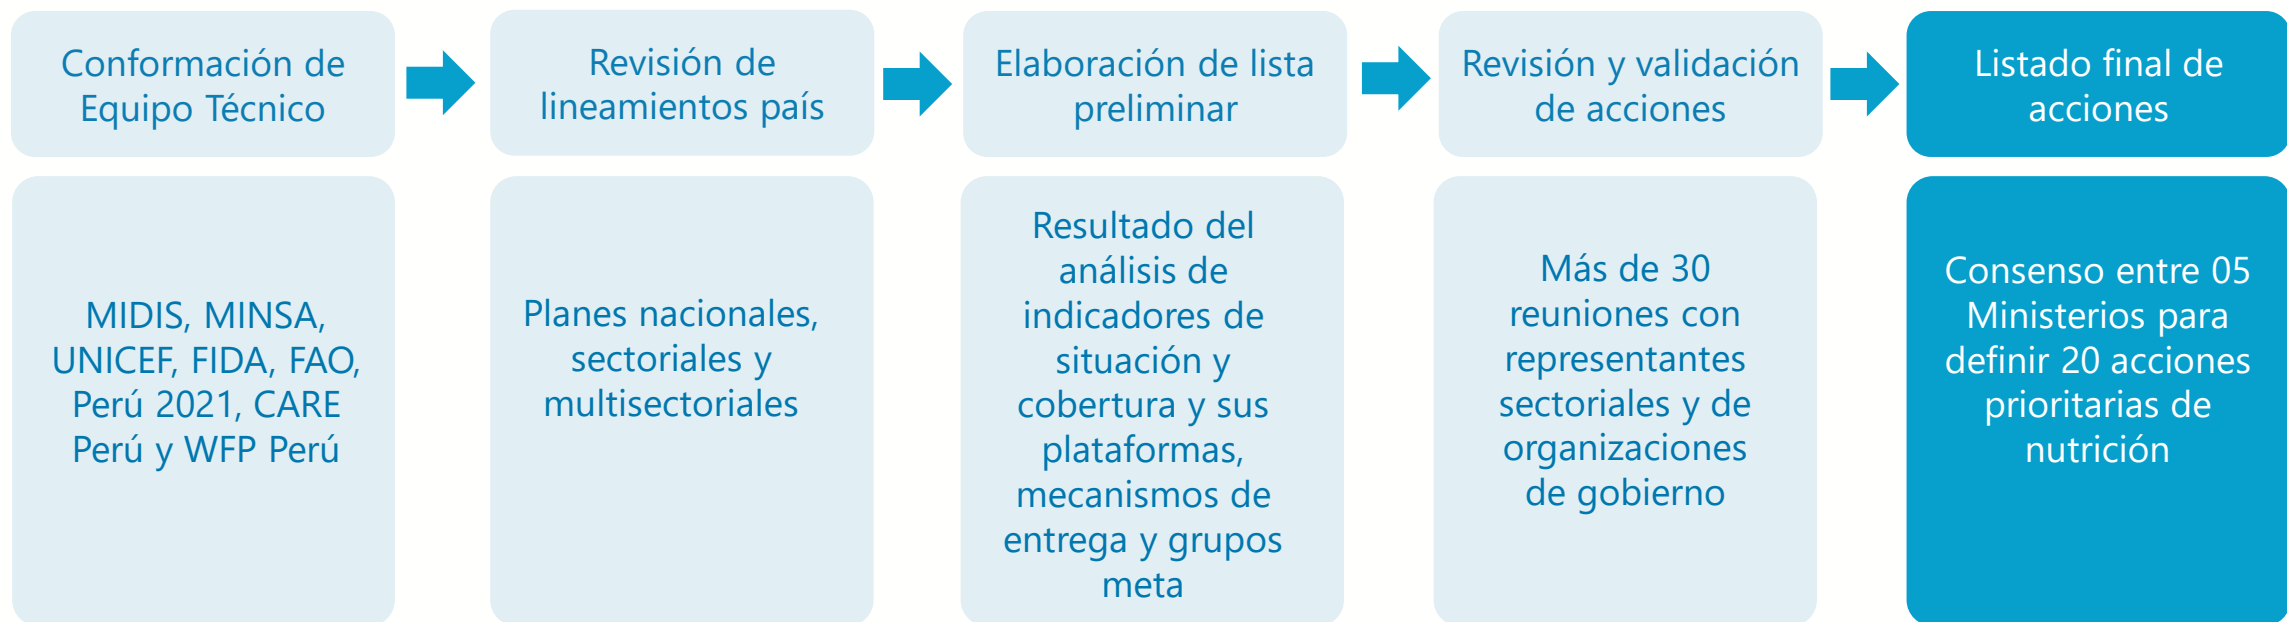 Conformación de
Equipo Técnico
Revisión de
lineamientos país
Elaboración de lista
preliminar
Revisión y validación
de acciones
Listado final de
acciones
MIDIS, MINSA,
UNICEF, FIDA, FAO,
Perú 2021, CARE
Perú y WFP Perú
Planes nacionales,
sectoriales y
multisectoriales
Resultado del
análisis de
indicadores de
situación y
cobertura y sus
plataformas,
mecanismos de
entrega y grupos
meta
Más de 30
reuniones con
representantes
sectoriales y de
organizaciones
de gobierno
Consenso entre 05
Ministerios para
definir 20 acciones
prioritarias de
nutrición